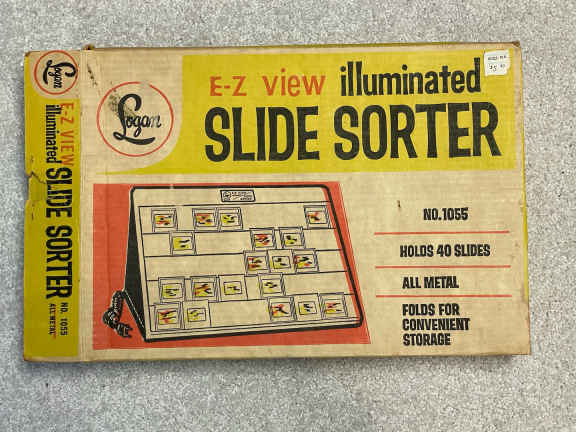 Logan
E-Z VIEW
illuminated
SLIDE SORTER
NO. 1055
ALL METAL
Logan
E-Z view illuminated
SLIDE SORTER
NO.1055
HOLDS 40 SLIDES
ALL METAL
FOLDS FOR
CONVENIENT
STORAGE